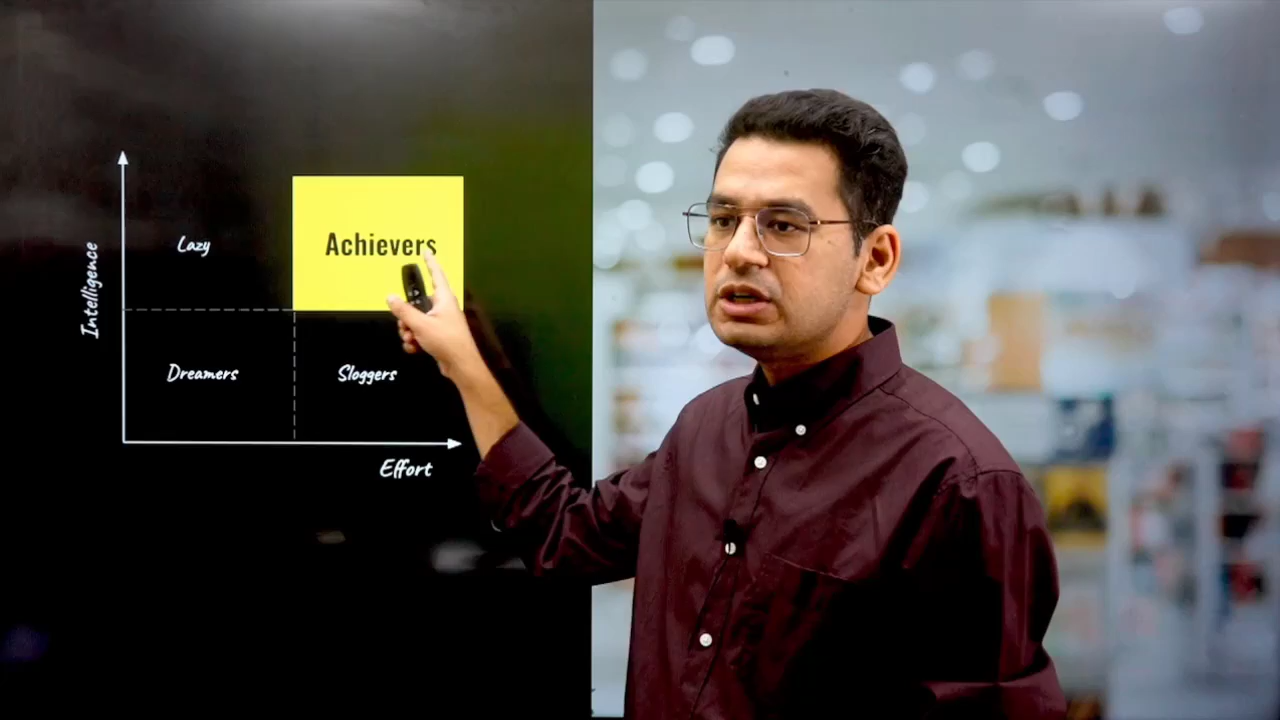 Intelligence
Lazy
Achievers
Dreamers
Sloggers
Effort